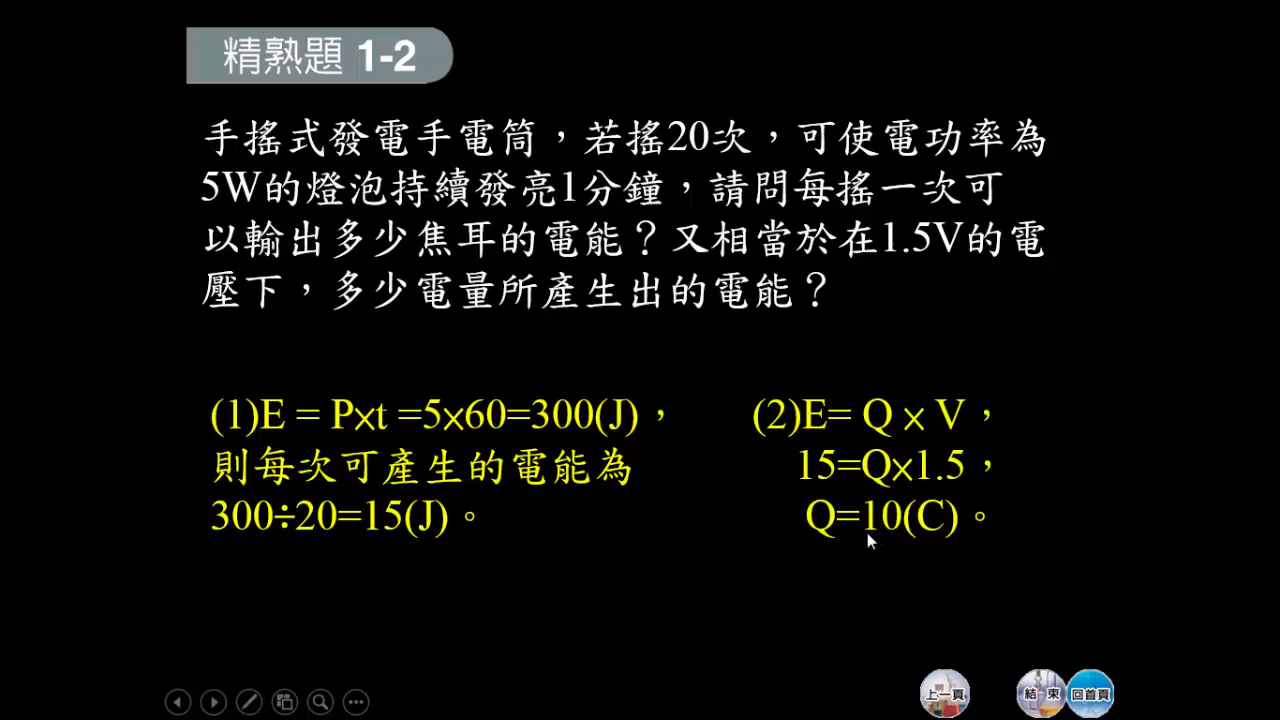 精熟題 1-2
手搖式發電手電筒，若搖20次，可使電功率為
5W的燈泡持續發亮1分鐘，請問每搖一次可
以輸出多少焦耳的電能？又相當於在1.5V的電
壓下，多少電量所產生出的電能？
(1)E = P×t =5×60=300(J)，
則每次可產生的電能為
300÷20=15(J)。
(2)E= Q × V，
15=Q×1.5，
Q=10(C)。
上一頁
結束
回首頁